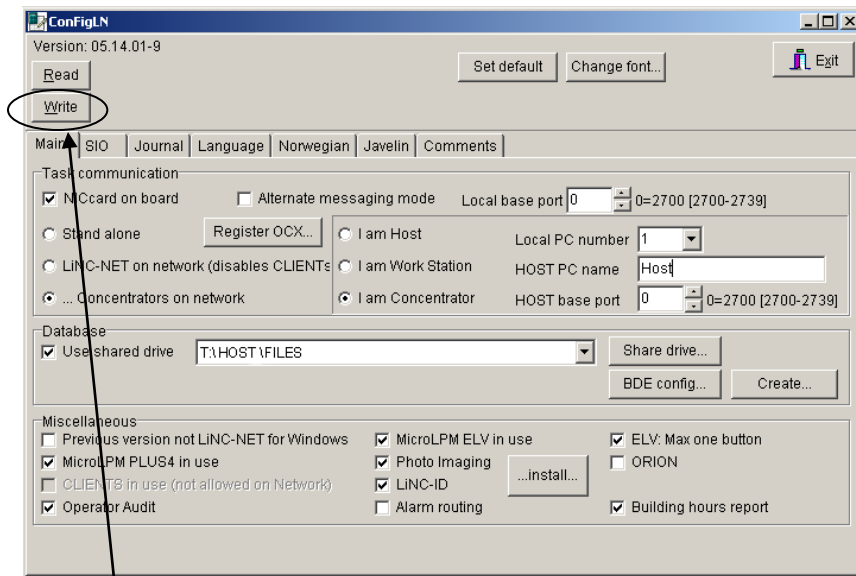 ConFigLN
Version: 05.14.01-9
Read
Set default
Change font...
Exit
Write
Main
SIO
Journal
Language
Norwegian
Javelin
Comments
Task communication
NICcard on board
Alternate messaging mode
Local base port 0
0=2700 [2700-2739]
Stand alone
Register OCX...
I am Host
Local PC number 1
LiNC-NET on network (disables CLIENTs
I am Work Station
HOST PC name Host
... Concentrators on network
I am Concentrator
HOST base port 0
0=2700 [2700-2739]
Database
Use shared drive
T:\HOST\FILES
Share drive...
BDE config...
Create...
Miscellaneous
Previous version not LiNC-NET for Windows
MicroLPM ELV in use
ELV: Max one button
MicroLPM PLUS4 in use
Photo Imaging
...install...
ORION
CLIENTS in use (not allowed on Network)
LiNC-ID
Operator Audit
Alarm routing
Building hours report